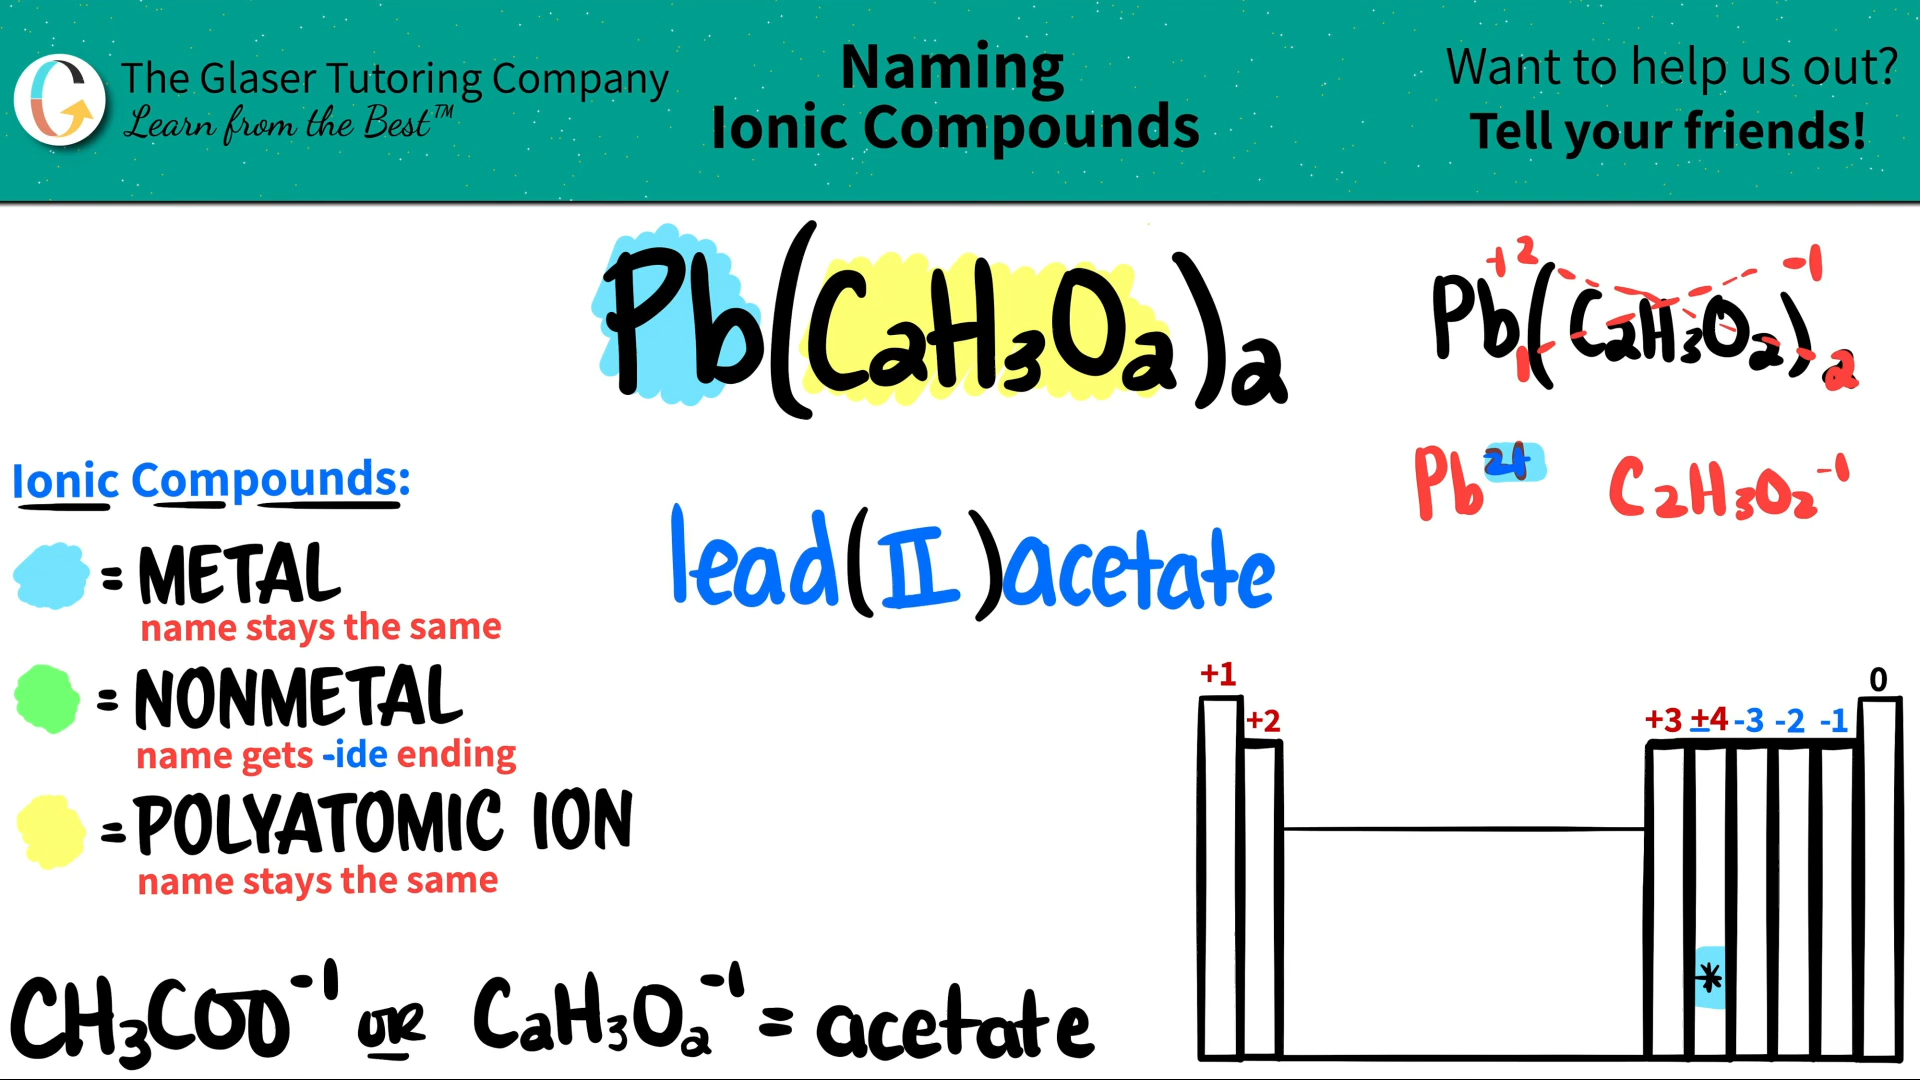 The Glaser Tutoring Company
Learn from the Best™
Naming
Ionic Compounds
Want to help us out?
Tell your friends!
Pb(C₂H₃O₂)₂
+2 -1
Pb(C₂H₃O₂)₂
1 2
Pb²⁺ C₂H₃O₂⁻¹
Ionic Compounds:
= METAL
name stays the same
= NONMETAL
name gets -ide ending
= POLYATOMIC ION
name stays the same
lead(II)acetate
+1 +2 +3 ±4 -3 -2 -1 0
*
CH₃COO⁻¹ OR C₂H₃O₂⁻¹ = acetate